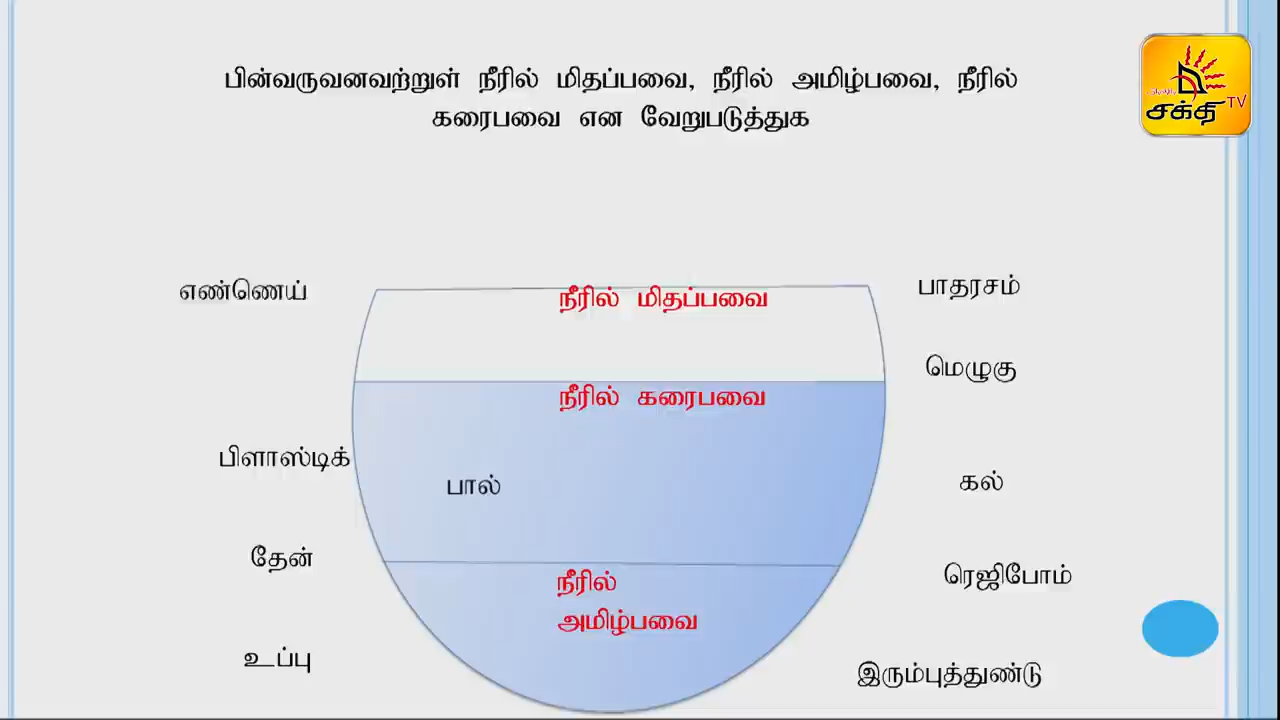 பின்வருவனவற்றுள் நீரில் மிதப்பவை, நீரில் அமிழ்பவை, நீரில்
கரைபவை என வேறுபடுத்துக
சக்தி TV
எண்ணெய்
நீரில் மிதப்பவை
பாதரசம்
மெழுகு
நீரில் கரைபவை
பிளாஸ்டிக்
பால்
கல்
தேன்
நீரில்
அமிழ்பவை
ரெஜிபோம்
உப்பு
இரும்புத்துண்டு